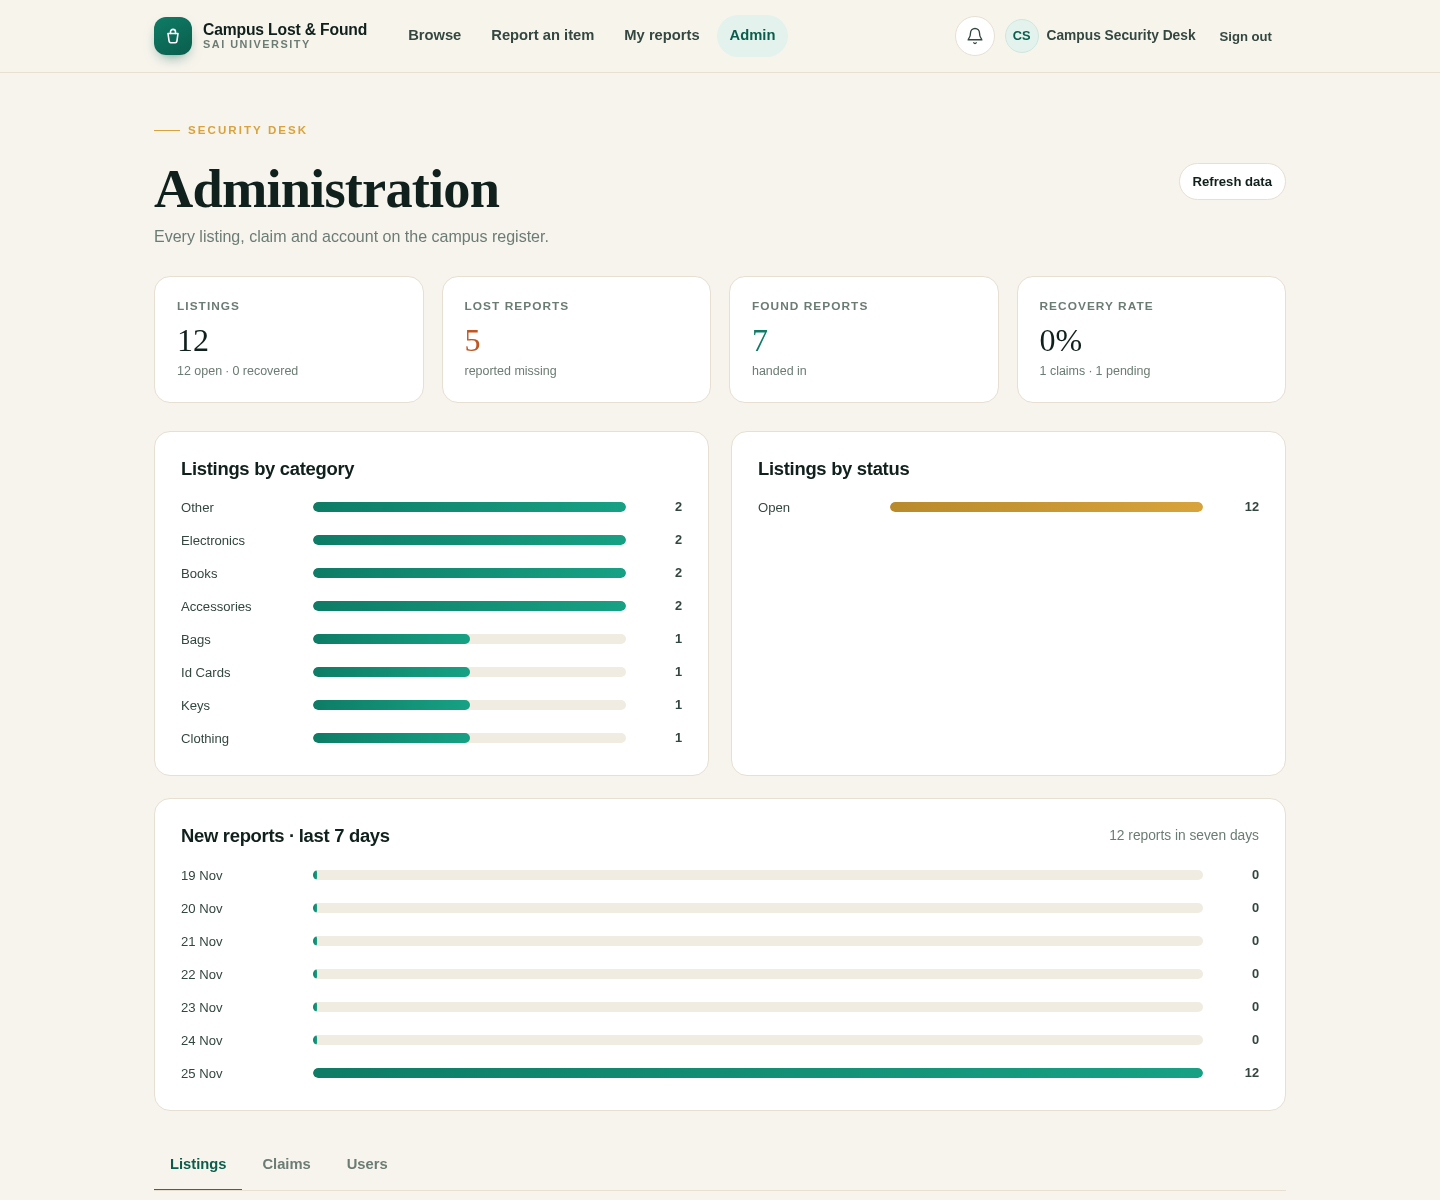 Campus Lost & Found
SAI UNIVERSITY
Browse
Report an item
My reports
Admin
CS
Campus Security Desk
Sign out
SECURITY DESK
Administration
Refresh data
Every listing, claim and account on the campus register.
LISTINGS
12
12 open · 0 recovered
LOST REPORTS
5
reported missing
FOUND REPORTS
7
handed in
RECOVERY RATE
0%
1 claims · 1 pending
Listings by category
Other 2
Electronics 2
Books 2
Accessories 2
Bags 1
Id Cards 1
Keys 1
Clothing 1
Listings by status
Open 12
New reports · last 7 days
12 reports in seven days
19 Nov 0
20 Nov 0
21 Nov 0
22 Nov 0
23 Nov 0
24 Nov 0
25 Nov 12
Listings
Claims
Users